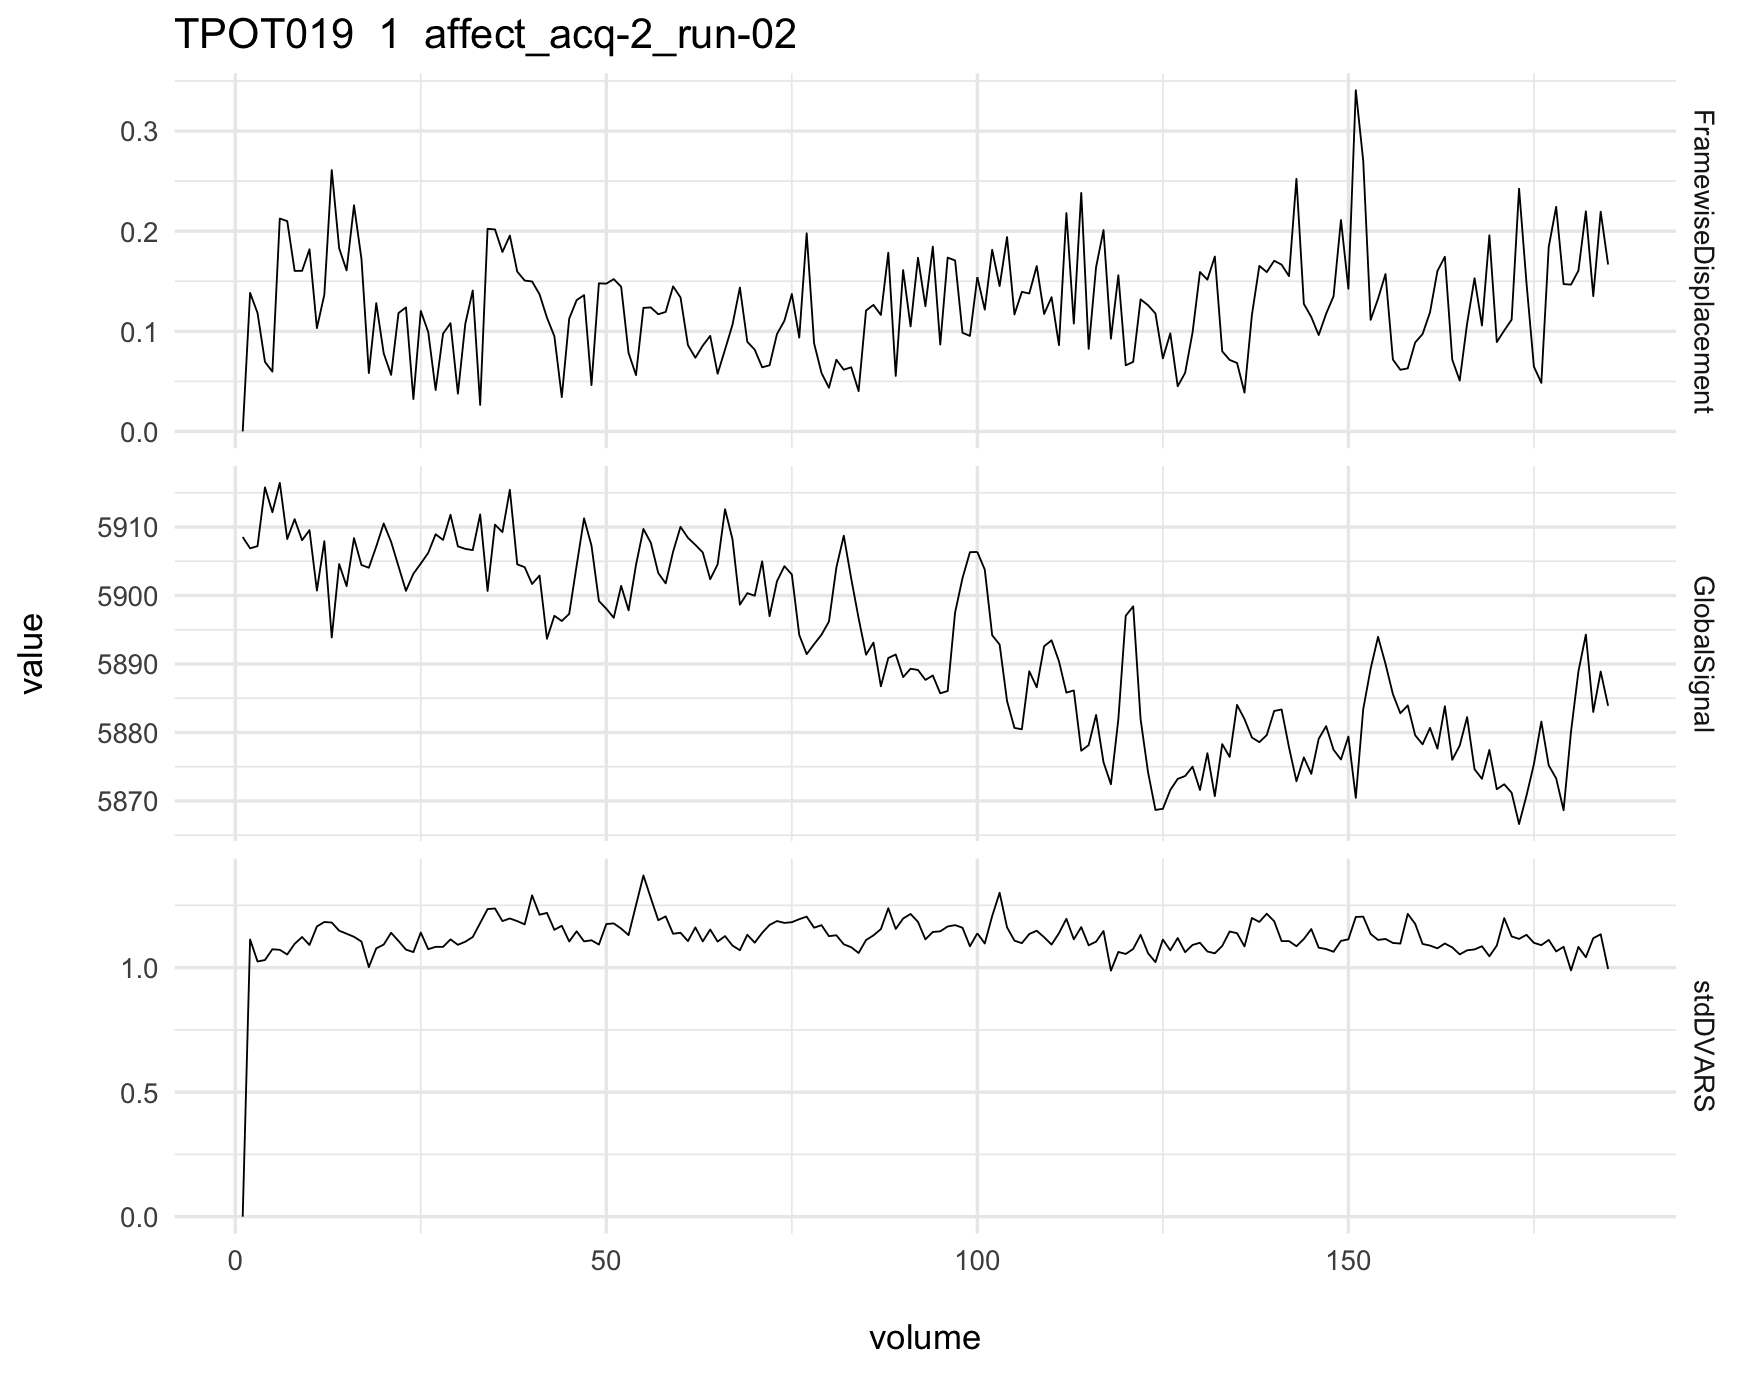 TPOT019  1  affect_acq-2_run-02
0.3
0.2
0.1
0.0
FramewiseDisplacement
5910
5900
5890
5880
5870
GlobalSignal
value
1.0
0.5
0.0
stdDVARS
0 50 100 150
volume